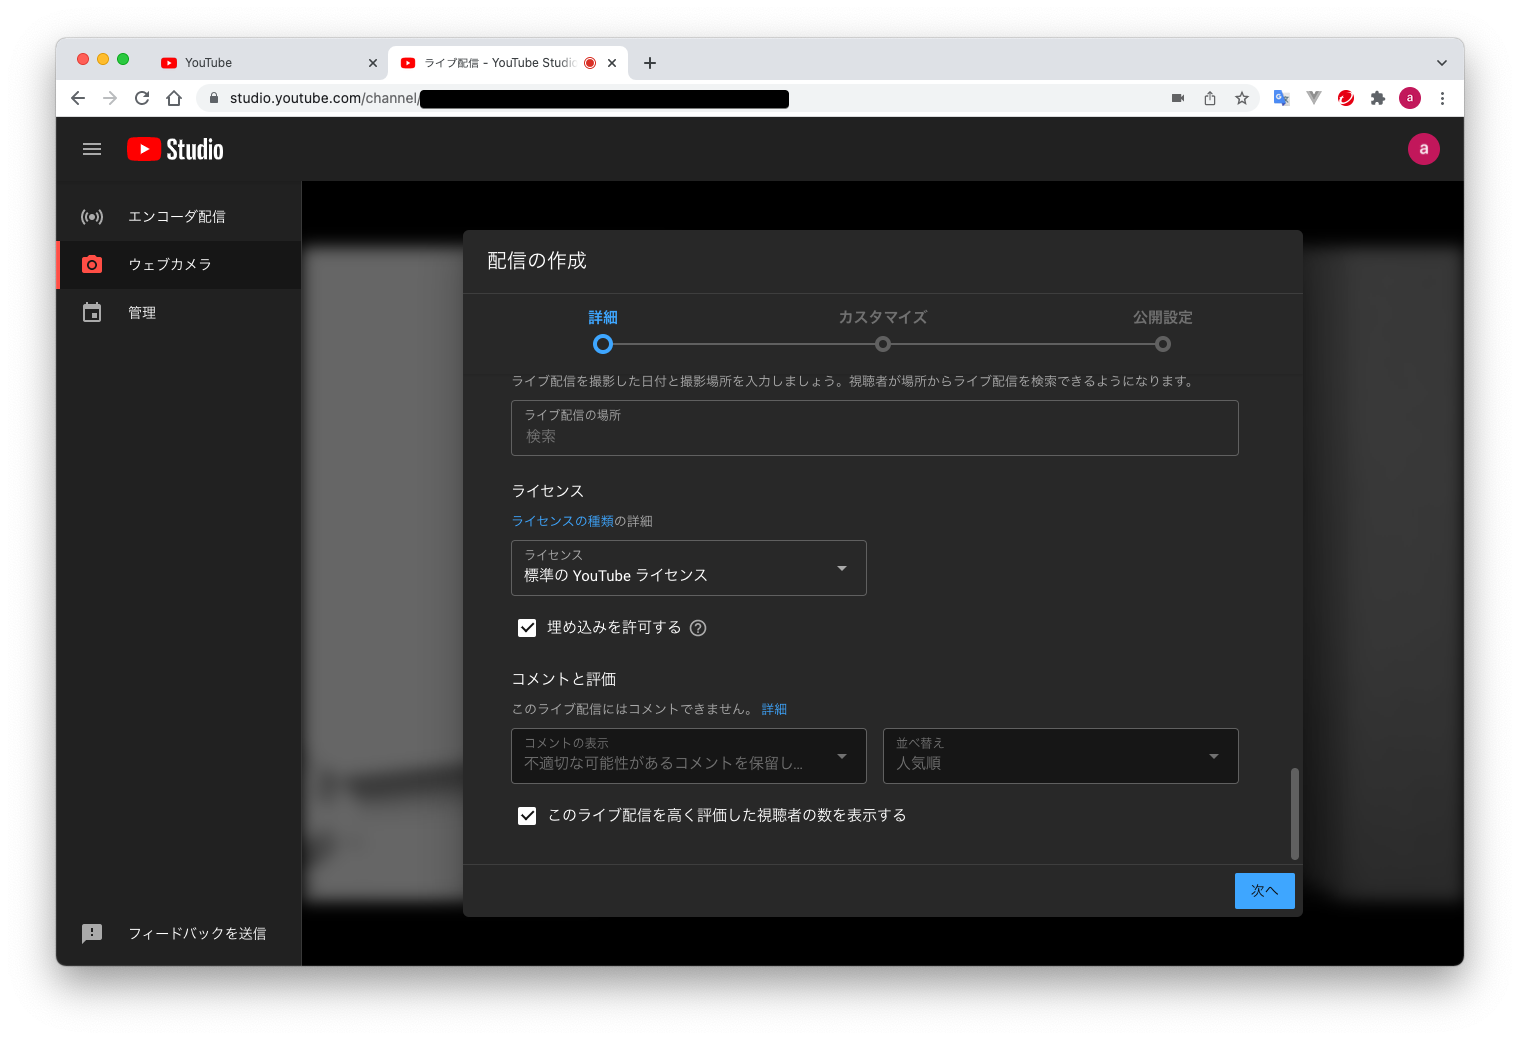 YouTube
ライブ配信 - YouTube Studio
studio.youtube.com/channel/
a
Studio
a
エンコーダ配信
ウェブカメラ
管理
フィードバックを送信
配信の作成
詳細
カスタマイズ
公開設定
ライブ配信を撮影した日付と撮影場所を入力しましょう。視聴者が場所からライブ配信を検索できるようになります。
ライブ配信の場所
検索
ライセンス
ライセンスの種類の詳細
ライセンス
標準の YouTube ライセンス
埋め込みを許可する
コメントと評価
このライブ配信にはコメントできません。 詳細
コメントの表示
不適切な可能性があるコメントを保留し...
並べ替え
人気順
このライブ配信を高く評価した視聴者の数を表示する
次へ